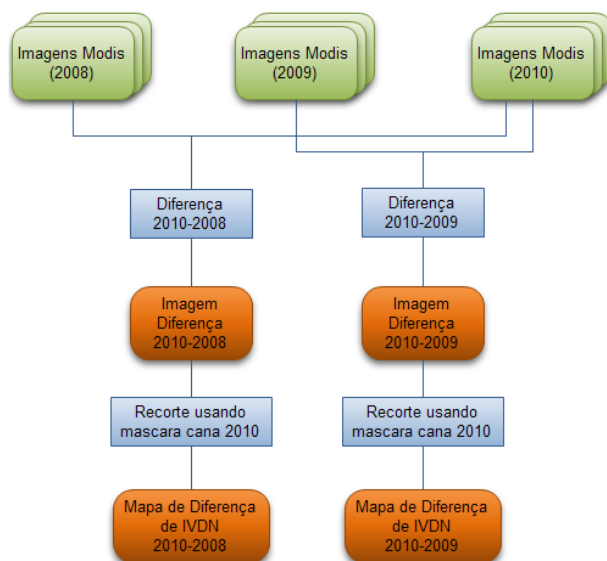 Imagens Modis
(2008)
Imagens Modis
(2009)
Imagens Modis
(2010)
Diferença
2010-2008
Diferença
2010-2009
Imagem
Diferença
2010-2008
Imagem
Diferença
2010-2009
Recorte usando
mascara cana 2010
Recorte usando
mascara cana 2010
Mapa de Diferença
de IVDN
2010-2008
Mapa de Diferença
de IVDN
2010-2009